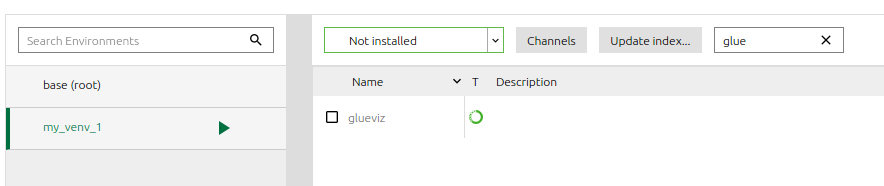 Search Environments
Not installed
Channels
Update index...
glue
base (root)
Name
T
Description
my_venv_1
glueviz